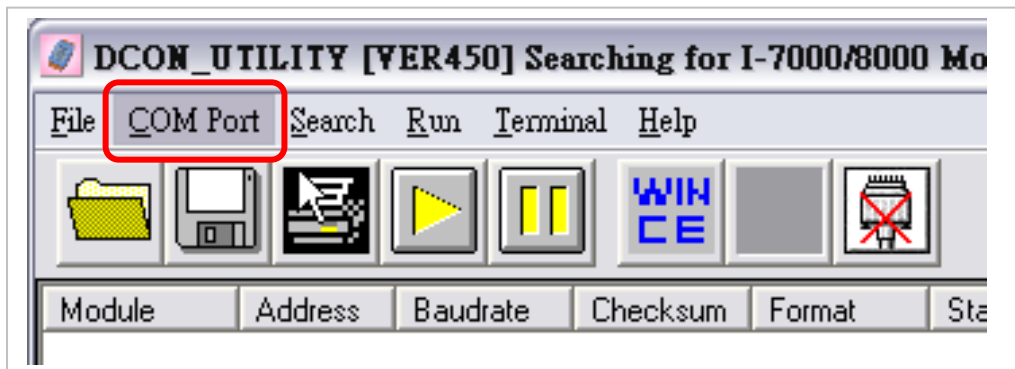 DCON_UTILITY [VER450] Searching for I-7000/8000 Mo
File COM Port Search Run Terminal Help
WIN
CE
Module Address Baudrate Checksum Format Sta